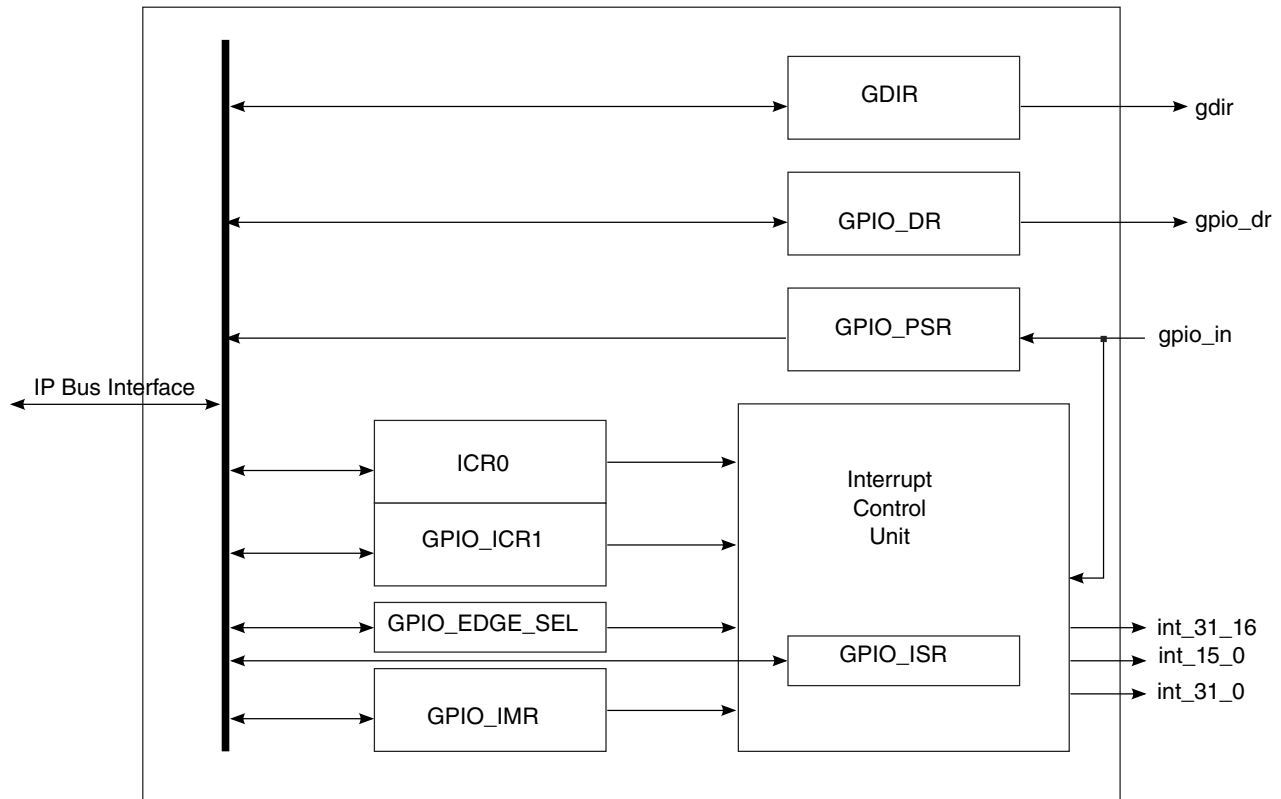 GDIR
gdir
GPIO_DR
gpio_dr
GPIO_PSR
gpio_in
IP Bus Interface
ICR0
Interrupt
Control
Unit
GPIO_ICR1
GPIO_EDGE_SEL
int_31_16
GPIO_ISR
int_15_0
int_31_0
GPIO_IMR